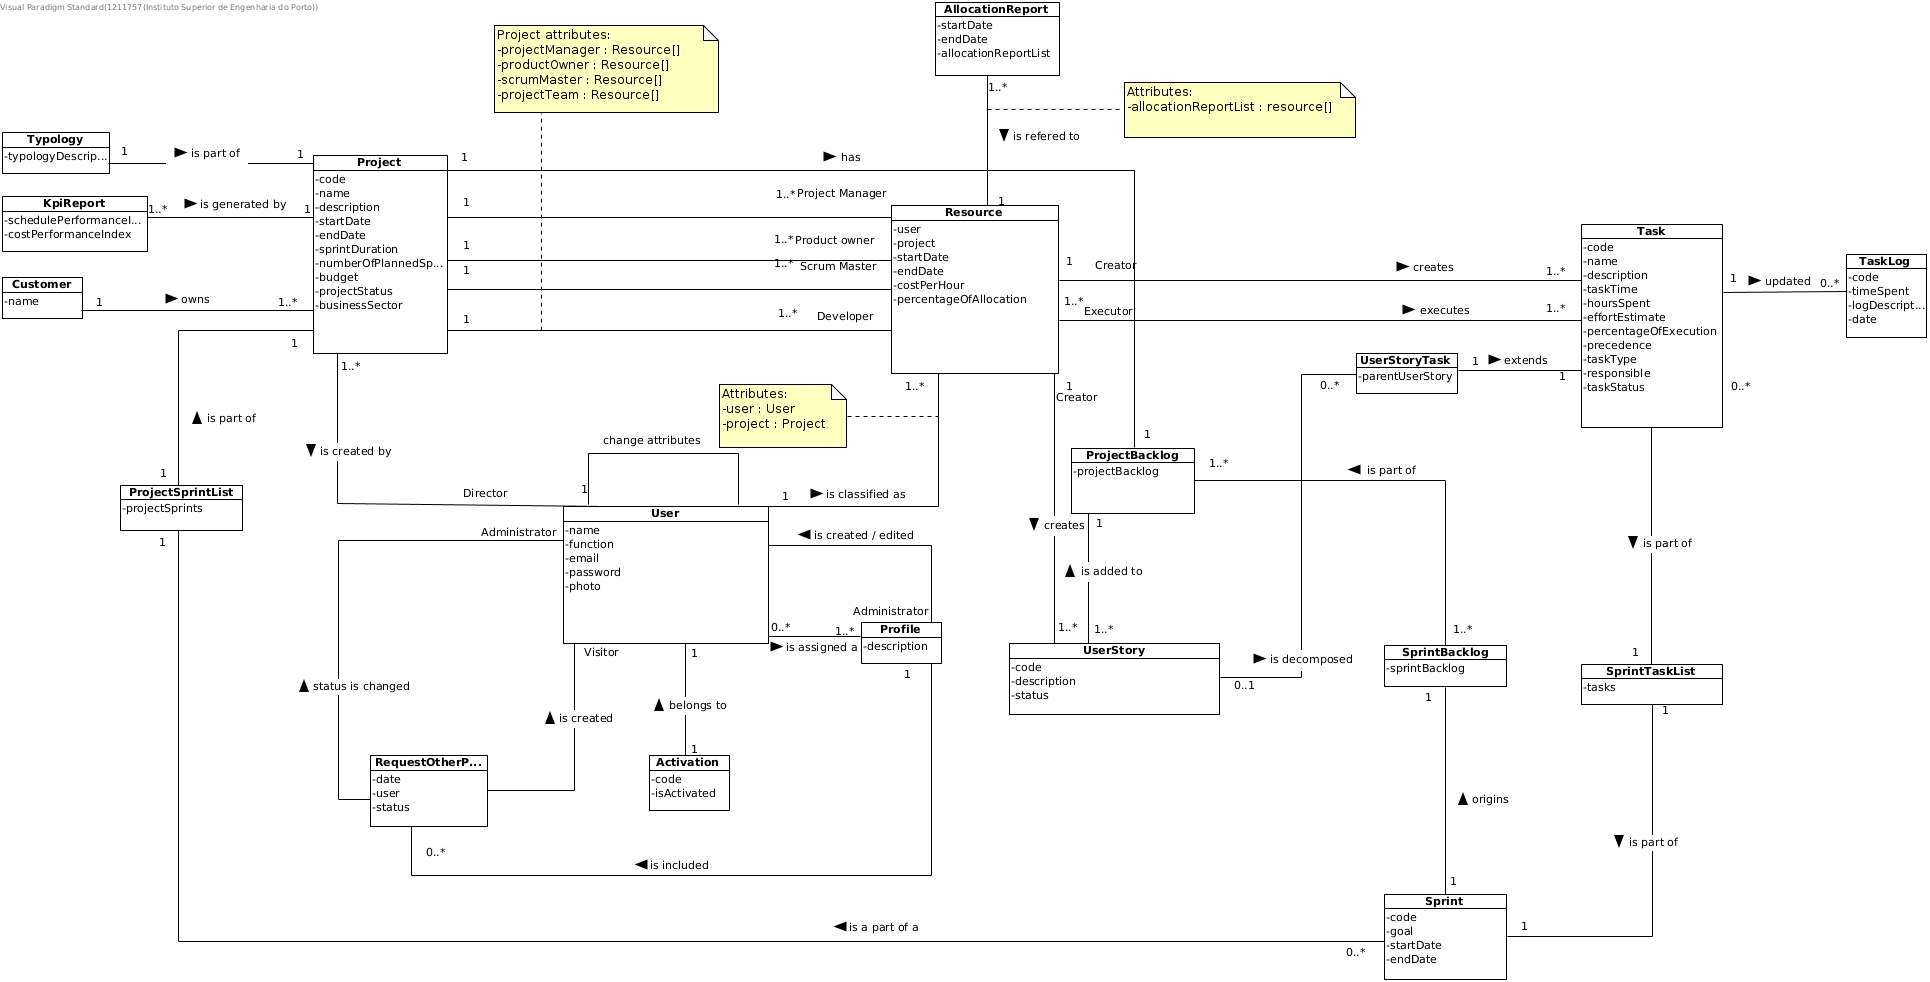 Visual Paradigm Standard(1211757(Instituto Superior de Engenharia do Porto))
AllocationReport
-startDate
-endDate
-allocationReportList
Project attributes:
-projectManager : Resource[]
-productOwner : Resource[]
-scrumMaster : Resource[]
-projectTeam : Resource[]
1..*
Attributes:
-allocationReportList : resource[]
is refered to
1
Typology
-typologyDescrip...
1
is part of
1
Project
-code
-name
-description
-startDate
-endDate
-sprintDuration
-numberOfPlannedSp...
-budget
-projectStatus
-businessSector
1
has
KpiReport
-schedulePerformanceI...
-costPerformanceIndex
1..*
is generated by
1
1
1..* Project Manager
1
1..* Product owner
1
1..* Scrum Master
1
1..*
Developer
Customer
-name
1
owns
1..*
Resource
-user
-project
-startDate
-endDate
-costPerHour
-percentageOfAllocation
1
Creator
creates
1..*
1..*
Executor
executes
1..*
Task
-code
-name
-description
-taskTime
-hoursSpent
-effortEstimate
-percentageOfExecution
-precedence
-taskType
-responsible
-taskStatus
1
updated
0..*
TaskLog
-code
-timeSpent
-logDescript...
-date
UserStoryTask
-parentUserStory
1
extends
1
0..*
0..*
1
1..*
is part of
is created by
Director
1..*
Attributes:
-user : User
-project : Project
change attributes
1
1
is classified as
1
Creator
creates
1..*
1
ProjectBacklog
-projectBacklog
1..*
is part of
1..*
1
is added to
1..*
1
ProjectSprintList
-projectSprints
1
User
-name
-function
-email
-password
-photo
Administrator
status is changed
is created / edited
Administrator
0..*
1..*
is assigned a
Profile
-description
1
Visitor
is created
1
belongs to
1
Activation
-code
-isActivated
RequestOtherP...
-date
-user
-status
0..*
is included
UserStory
-code
-description
-status
is decomposed
0..1
SprintBacklog
-sprintBacklog
1
origins
1
is part of
1
SprintTaskList
-tasks
1
is part of
1
Sprint
-code
-goal
-startDate
-endDate
is a part of a
0..*